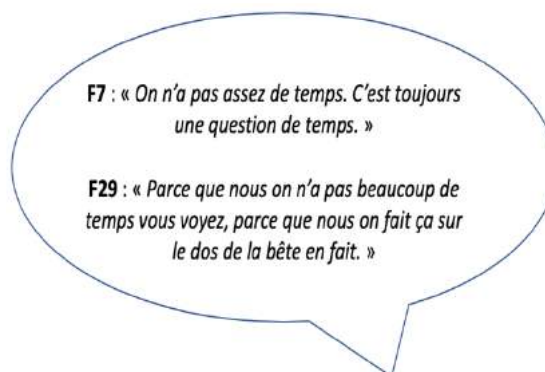 F7 : « On n’a pas assez de temps. C’est toujours
une question de temps. »
F29 : « Parce que nous on n’a pas beaucoup de
temps vous voyez, parce que nous on fait ça sur
le dos de la bête en fait. »